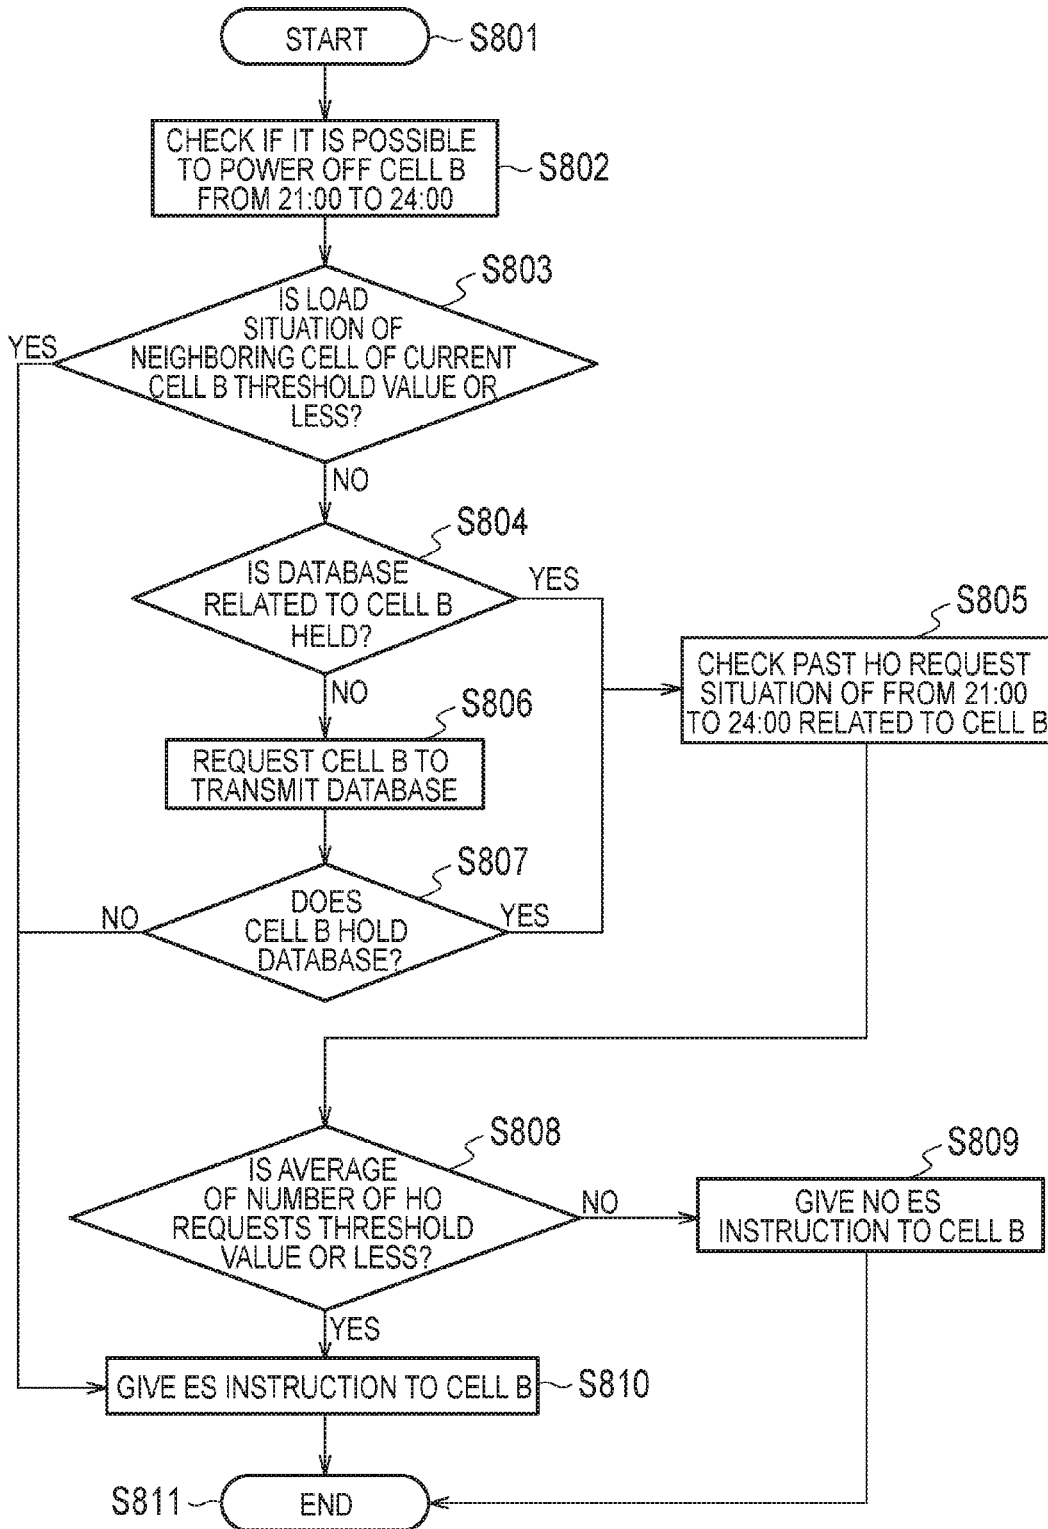 START
S801
CHECK IF IT IS POSSIBLE
TO POWER OFF CELL B
FROM 21:00 TO 24:00
S802
S803
IS LOAD
SITUATION OF
NEIGHBORING CELL OF CURRENT
CELL B THRESHOLD VALUE OR
LESS?
YES
NO
S804
IS DATABASE
RELATED TO CELL B
HELD?
YES
NO
S805
CHECK PAST HO REQUEST
SITUATION OF FROM 21:00
TO 24:00 RELATED TO CELL B
S806
REQUEST CELL B TO
TRANSMIT DATABASE
S807
DOES
CELL B HOLD
DATABASE?
NO
YES
S808
IS AVERAGE
OF NUMBER OF HO
REQUESTS THRESHOLD
VALUE OR LESS?
NO
YES
S809
GIVE NO ES
INSTRUCTION TO CELL B
GIVE ES INSTRUCTION TO CELL B
S810
S811
END